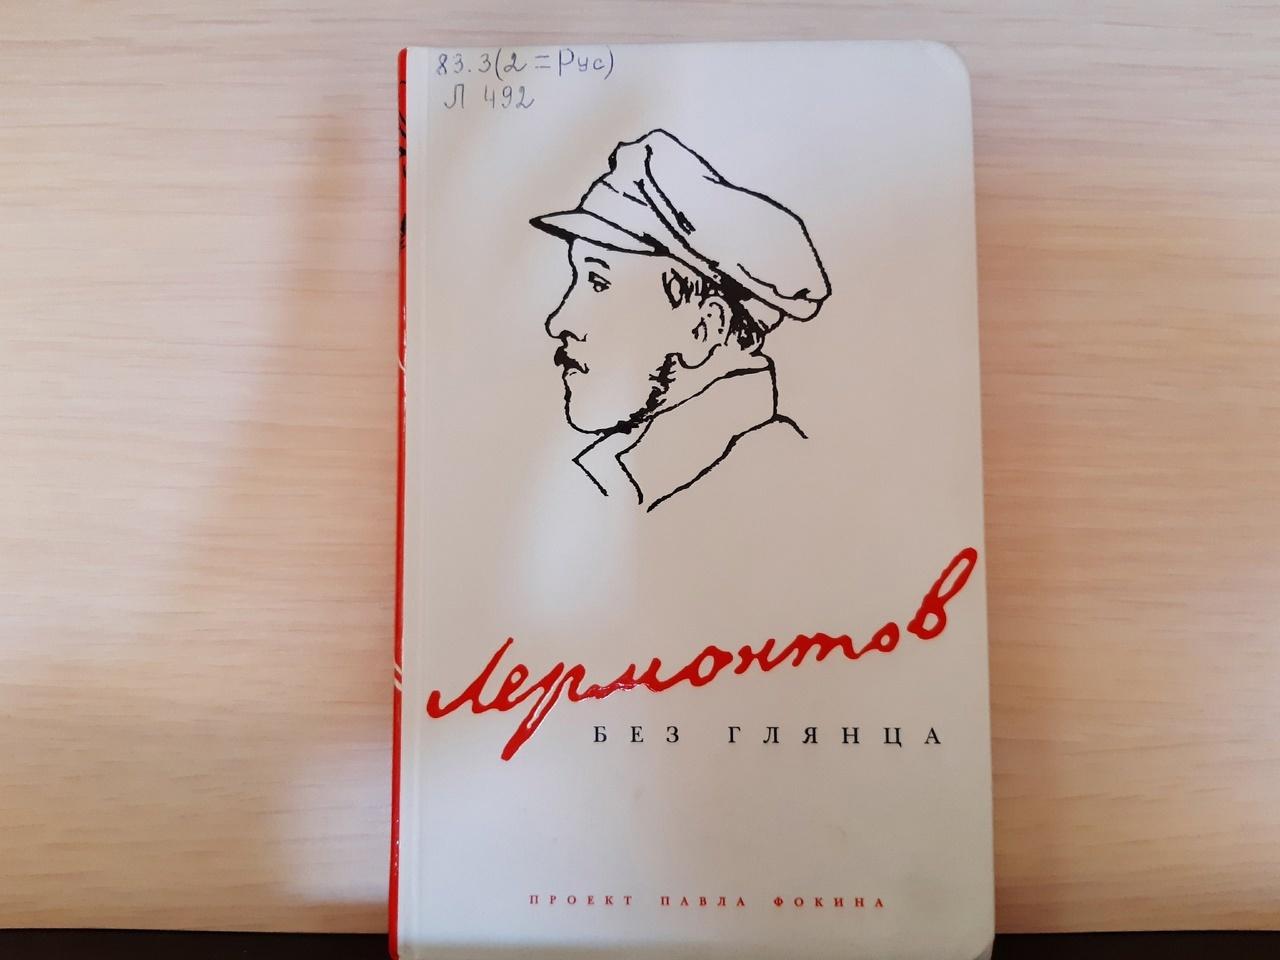 83.3(2=Рус)
Л 492
Лермонтов
БЕЗ ГЛЯНЦА
ПРОЕКТ ПАВЛА ФОКИНА